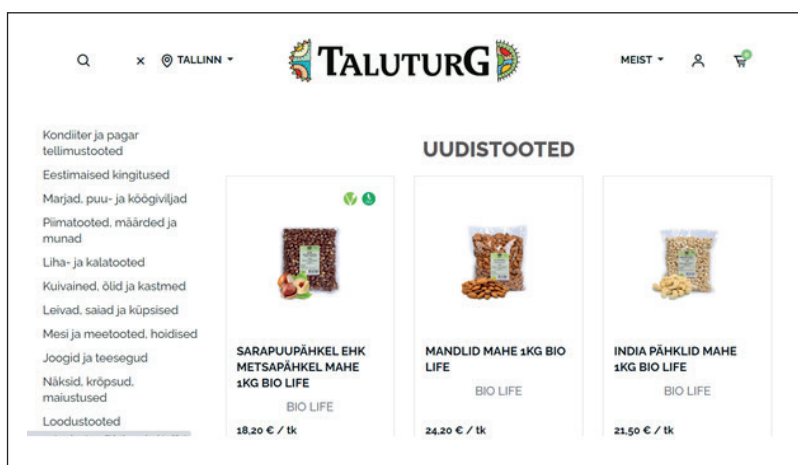 x TALLINN
TALUTURG
MEIST
0
Kondiiter ja pagar
tellimustooted
Eestimaised kingitused
Marjad, puu- ja köögiviljad
Piimatooted, määrded ja
munad
Liha- ja kalatooted
Kuivained, õlid ja kastmed
Leivad, saiad ja küpsised
Mesi ja meetooted, hoidised
Joogid ja teesegud
Näksid, krõpsud,
maiustused
Loodustooted
UUDISTOOTED
SARAPUUPÄHKEL EHK
METSAPÄHKEL MAHE
1KG BIO LIFE
BIO LIFE
18,20 € / tk
MANDLID MAHE 1KG BIO
LIFE
BIO LIFE
24,20 € / tk
INDIA PÄHKLID MAHE
1KG BIO LIFE
BIO LIFE
21,50 € / tk